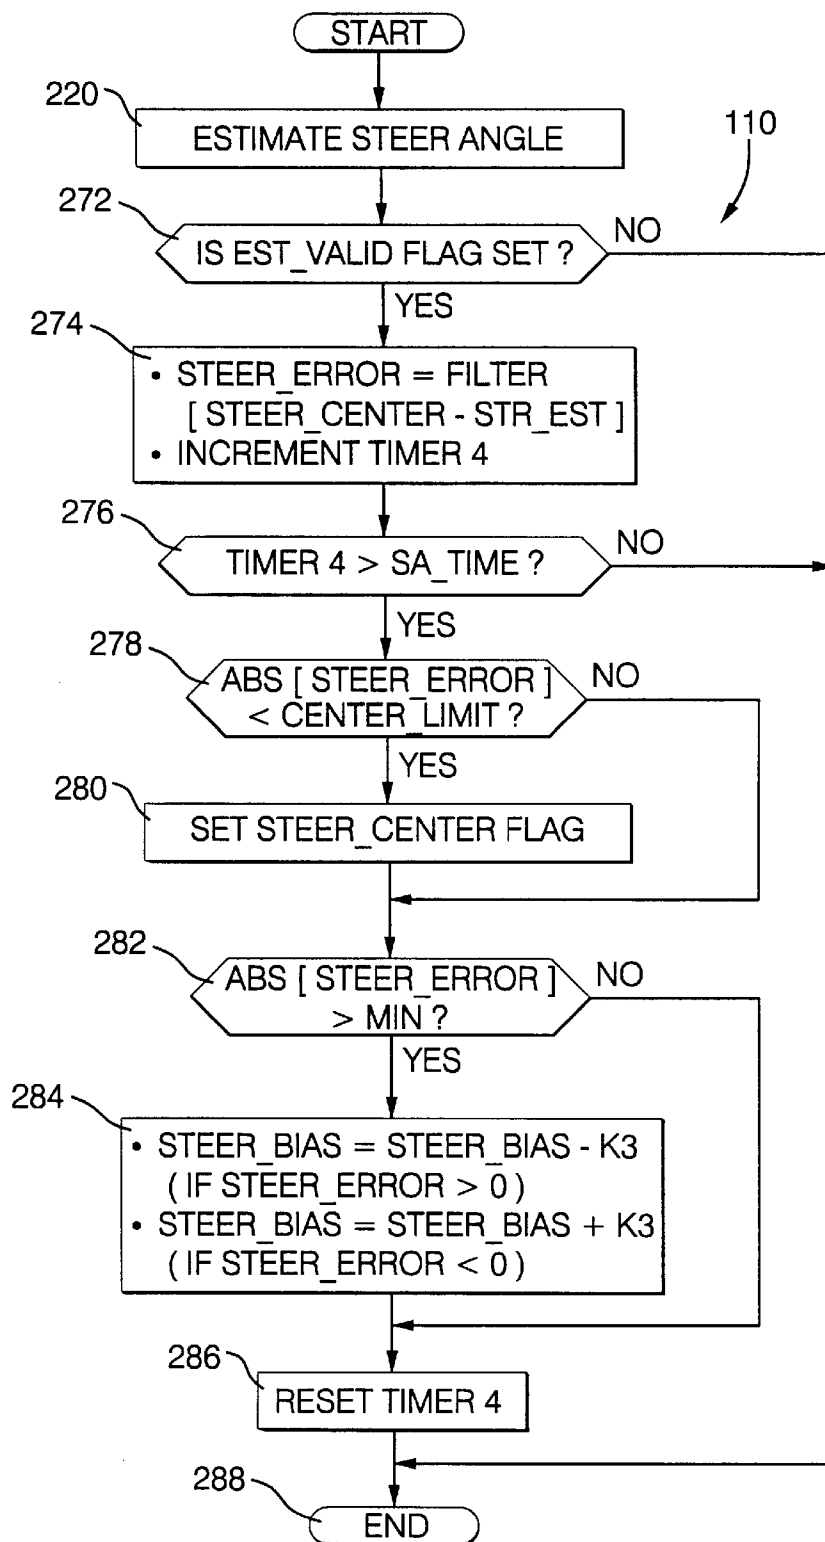 START
220
ESTIMATE STEER ANGLE
110
272
IS EST_VALID FLAG SET ?
NO
YES
274
• STEER_ERROR = FILTER
[ STEER_CENTER - STR_EST ]
• INCREMENT TIMER 4
276
TIMER 4 > SA_TIME ?
NO
YES
278
ABS [ STEER_ERROR ]
< CENTER_LIMIT ?
NO
YES
280
SET STEER_CENTER FLAG
282
ABS [ STEER_ERROR ]
> MIN ?
NO
YES
284
• STEER_BIAS = STEER_BIAS - K3
( IF STEER_ERROR > 0 )
• STEER_BIAS = STEER_BIAS + K3
( IF STEER_ERROR < 0 )
286
RESET TIMER 4
288
END